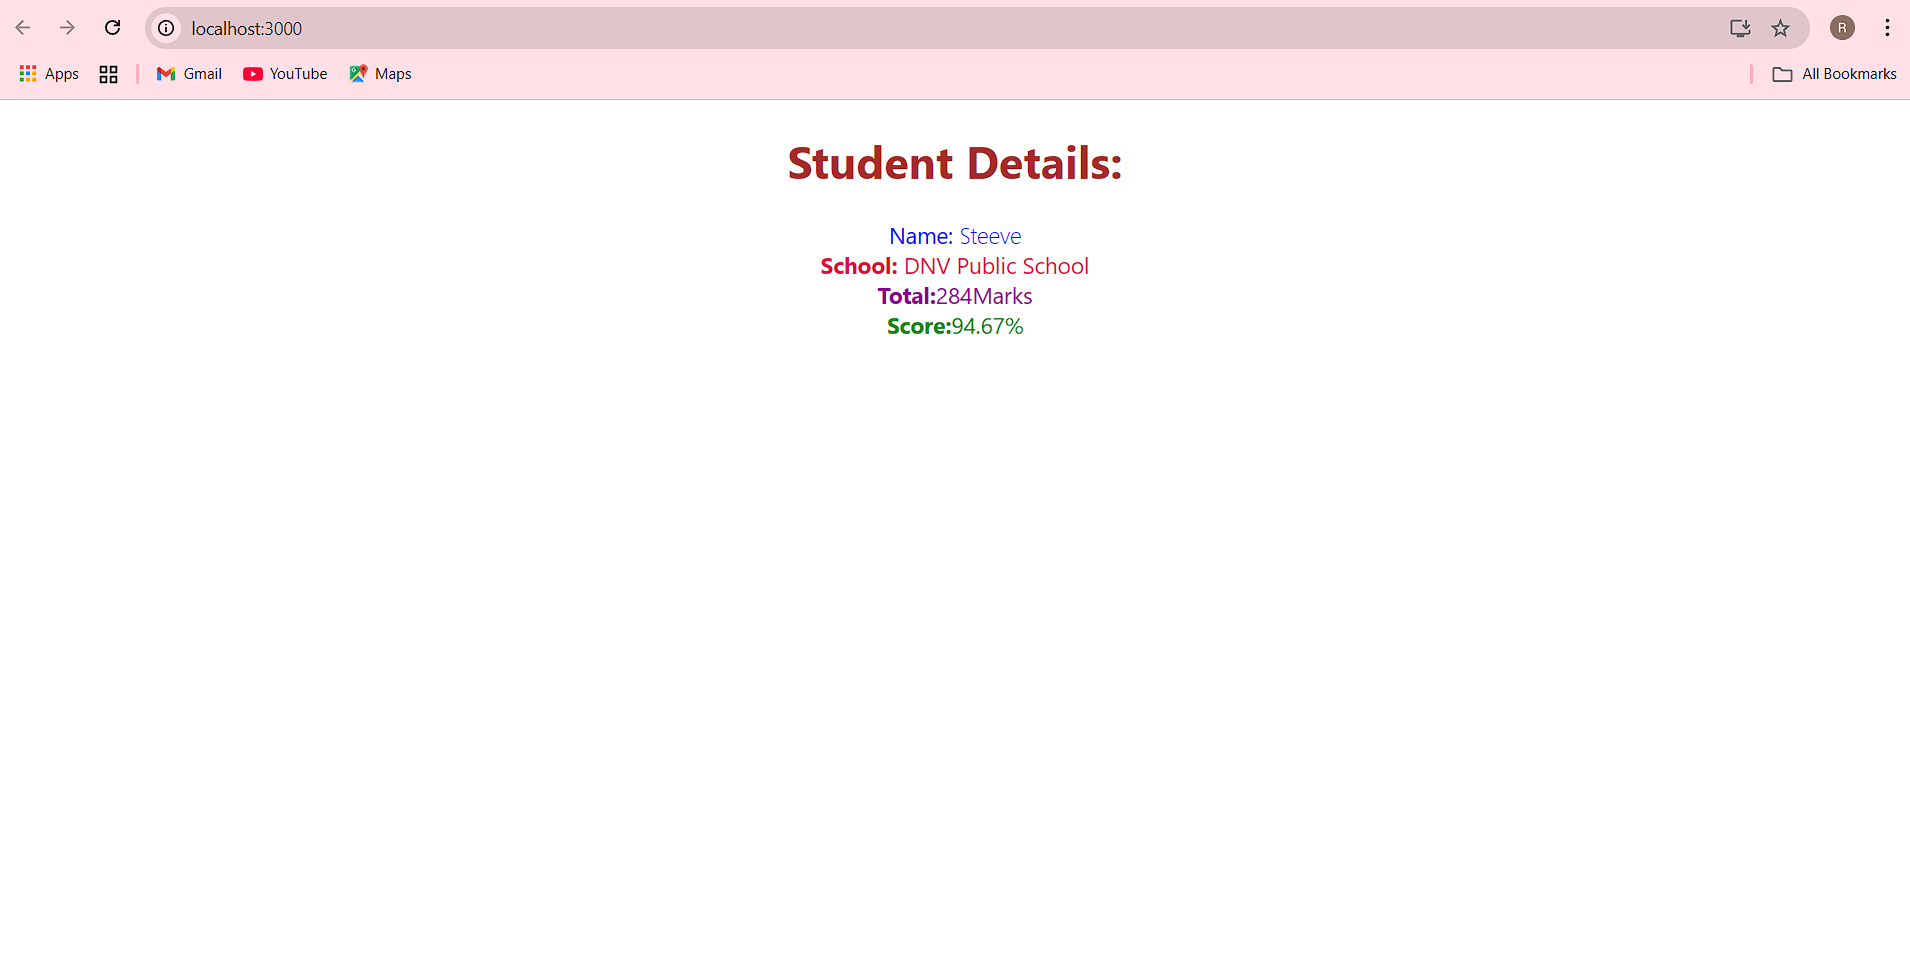 localhost:3000
R
Apps
Gmail
YouTube
Maps
All Bookmarks
Student Details:
Name: Steeve
School: DNV Public School
Total:284Marks
Score:94.67%